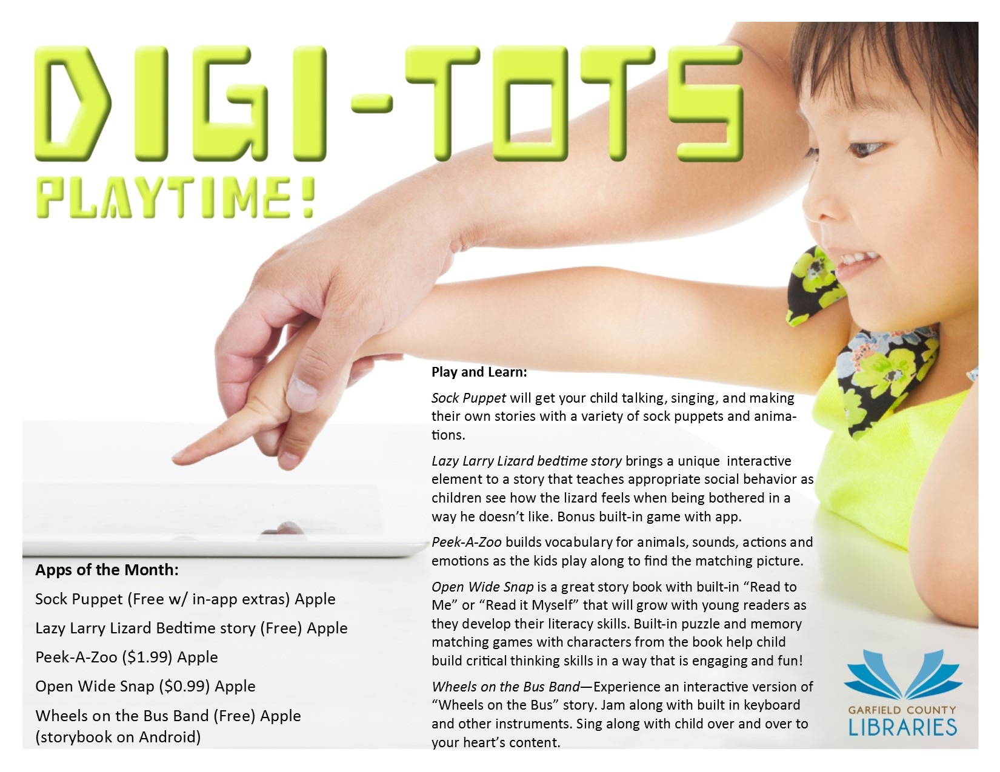 DIGI-TOTS
PLAYTIME!
Play and Learn:
Sock Puppet will get your child talking, singing, and making
their own stories with a variety of sock puppets and anima-
tions.
Lazy Larry Lizard bedtime story brings a unique  interactive
element to a story that teaches appropriate social behavior as
children see how the lizard feels when being bothered in a
way he doesn’t like. Bonus built-in game with app.
Peek-A-Zoo builds vocabulary for animals, sounds, actions and
emotions as the kids play along to find the matching picture.
Open Wide Snap is a great story book with built-in “Read to
Me” or “Read it Myself” that will grow with young readers as
they develop their literacy skills. Built-in puzzle and memory
matching games with characters from the book help child
build critical thinking skills in a way that is engaging and fun!
Wheels on the Bus Band—Experience an interactive version of
“Wheels on the Bus” story. Jam along with built in keyboard
and other instruments. Sing along with child over and over to
your heart’s content.
Apps of the Month:
Sock Puppet (Free w/ in-app extras) Apple
Lazy Larry Lizard Bedtime story (Free) Apple
Peek-A-Zoo ($1.99) Apple
Open Wide Snap ($0.99) Apple
Wheels on the Bus Band (Free) Apple
(storybook on Android)
GARFIELD COUNTY
LIBRARIES